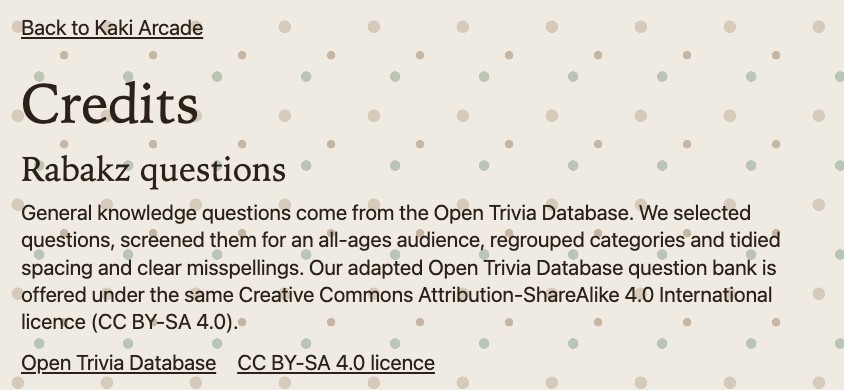 Back to Kaki Arcade
Credits
Rabakz questions
General knowledge questions come from the Open Trivia Database. We selected
questions, screened them for an all-ages audience, regrouped categories and tidied
spacing and clear misspellings. Our adapted Open Trivia Database question bank is
offered under the same Creative Commons Attribution-ShareAlike 4.0 International
licence (CC BY-SA 4.0).
Open Trivia Database CC BY-SA 4.0 licence